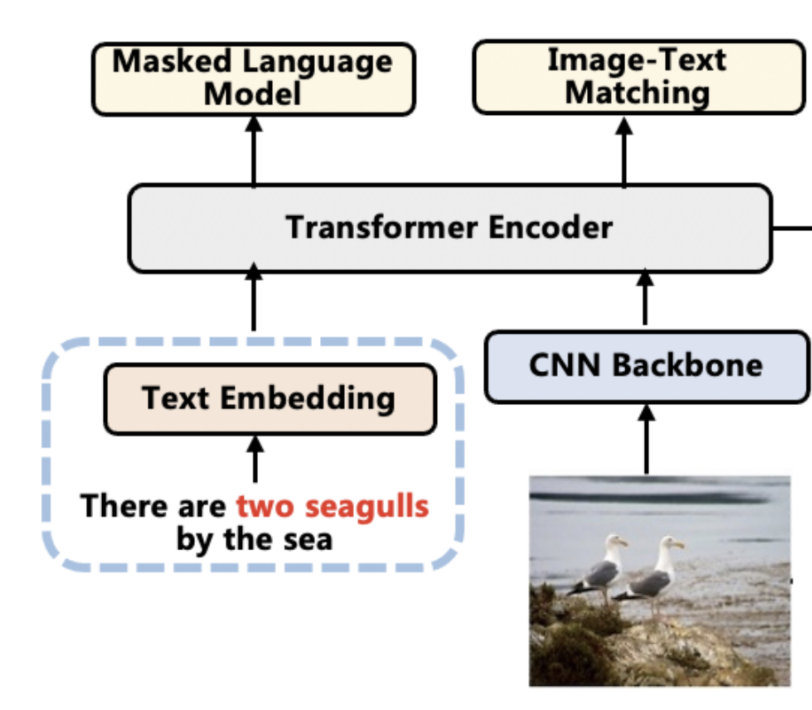 Masked Language
Model
Image-Text
Matching
Transformer Encoder
CNN Backbone
Text Embedding
There are two seagulls
by the sea